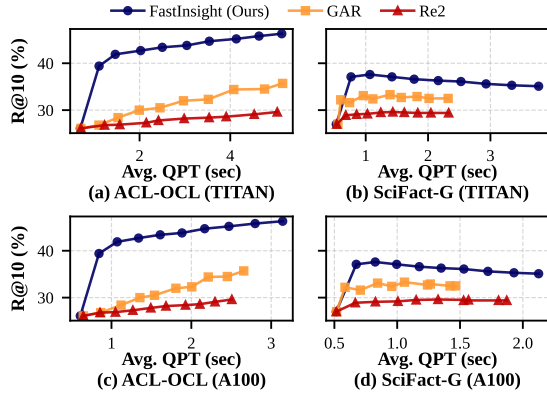 FastInsight (Ours) GAR Re2
R@10 (%)
40
30
2 4
Avg. QPT (sec)
(a) ACL-OCL (TITAN)
1 3
Avg. QPT (sec)
(b) SciFact-G (TITAN)
R@10 (%)
40
30
1 2 3
Avg. QPT (sec)
(c) ACL-OCL (A100)
0.5 1.0 1.5 2.0
Avg. QPT (sec)
(d) SciFact-G (A100)